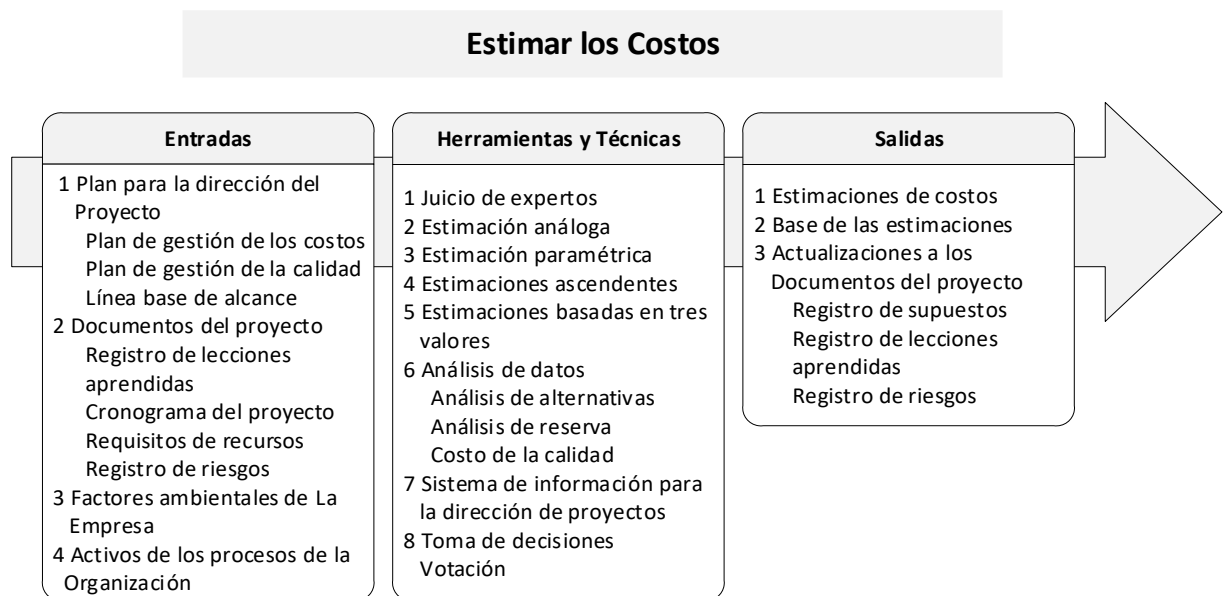 Estimar los Costos
Entradas
1 Plan para la dirección del
Proyecto
Plan de gestión de los costos
Plan de gestión de la calidad
Línea base de alcance
2 Documentos del proyecto
Registro de lecciones
aprendidas
Cronograma del proyecto
Requisitos de recursos
Registro de riesgos
3 Factores ambientales de La
Empresa
4 Activos de los procesos de la
Organización
Herramientas y Técnicas
1 Juicio de expertos
2 Estimación análoga
3 Estimación paramétrica
4 Estimaciones ascendentes
5 Estimaciones basadas en tres
valores
6 Análisis de datos
Análisis de alternativas
Análisis de reserva
Costo de la calidad
7 Sistema de información para
la dirección de proyectos
8 Toma de decisiones
Votación
Salidas
1 Estimaciones de costos
2 Base de las estimaciones
3 Actualizaciones a los
Documentos del proyecto
Registro de supuestos
Registro de lecciones
aprendidas
Registro de riesgos